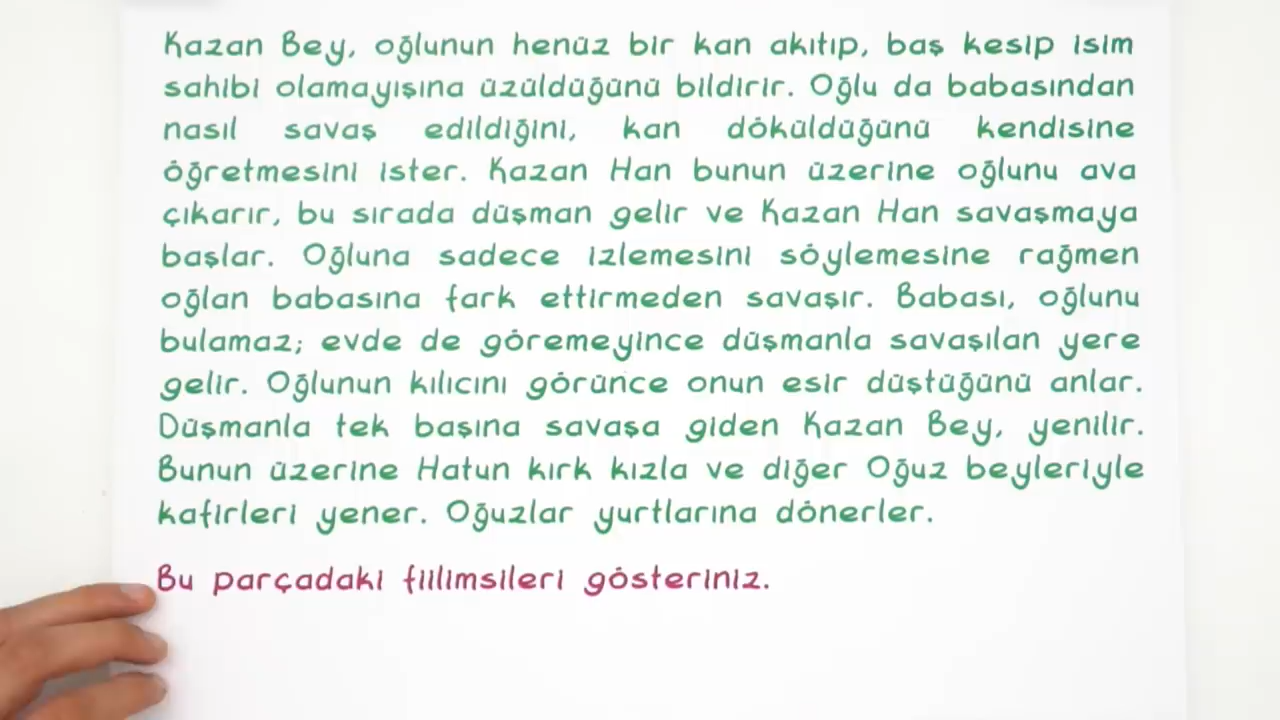 Kazan Bey, oğlunun henüz bir kan akıtıp, baş kesip isim
sahibi olamayışına üzüldüğünü bildirir. Oğlu da babasından
nasıl savaş edildiğini, kan döküldüğünü kendisine
öğretmesini ister. Kazan Han bunun üzerine oğlunu ava
çıkarır, bu sırada düşman gelir ve Kazan Han savaşmaya
başlar. Oğluna sadece izlemesini söylemesine rağmen
oğlan babasına fark ettirmeden savaşır. Babası, oğlunu
bulamaz; evde de göremeyince düşmanla savaşılan yere
gelir. Oğlunun kılıcını görünce onun esir düştüğünü anlar.
Düşmanla tek başına savaşa giden Kazan Bey, yenilir.
Bunun üzerine Hatun kırk kızla ve diğer Oğuz beyleriyle
kafirleri yener. Oğuzlar yurtlarına dönerler.
Bu parçadaki fiilimsileri gösteriniz.